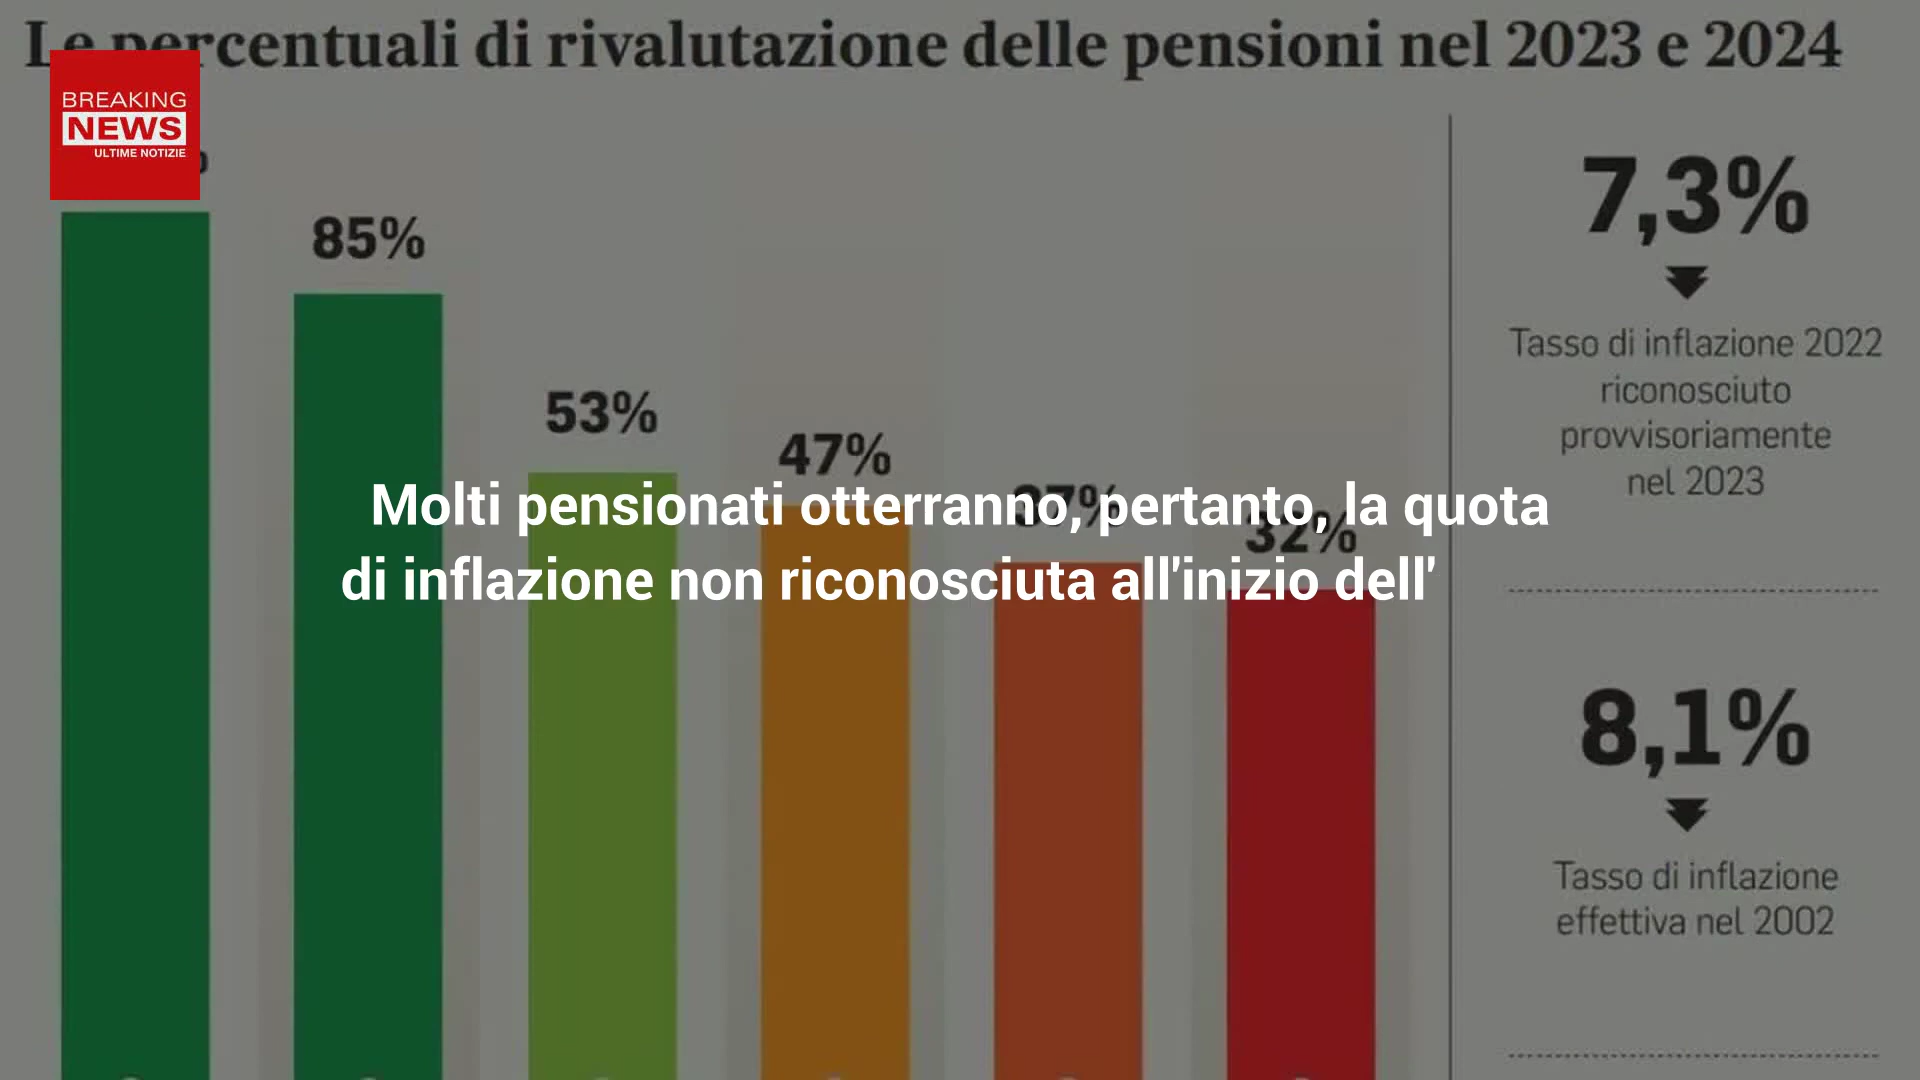 Le percentuali di rivalutazione delle pensioni nel 2023 e 2024
BREAKING
NEWS
ULTIME NOTIZIE
85%
53%
47%
37%
32%
Molti pensionati otterranno, pertanto, la quota
di inflazione non riconosciuta all'inizio dell'
7,3%
Tasso di inflazione 2022
riconosciuto
provvisoriamente
nel 2023
8,1%
Tasso di inflazione
effettiva nel 2002